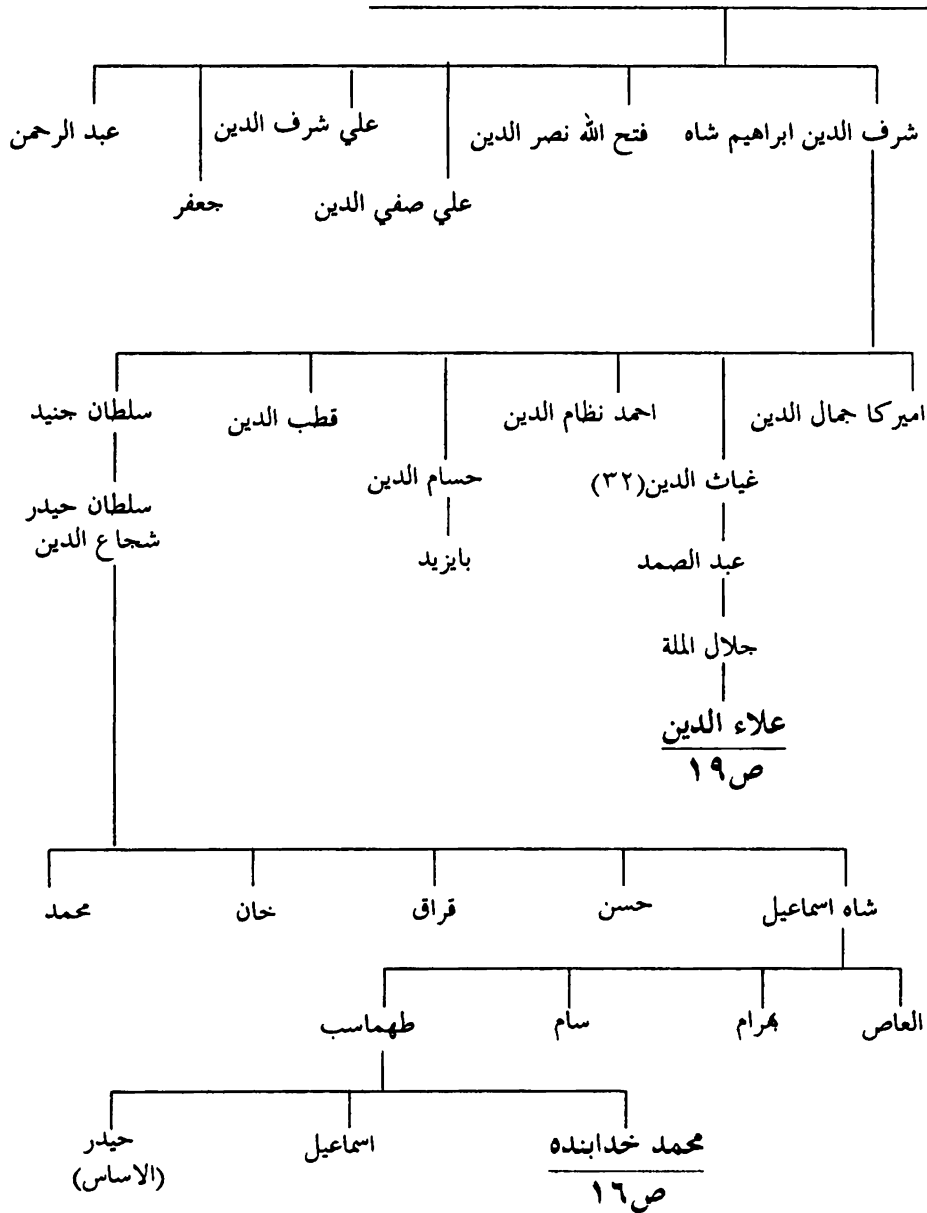 شرف الدين ابراهيم شاه
فتح الله نصر الدين
علي شرف الدين
عبد الرحمن
علي صفي الدين
جعفر
اميركا جمال الدين
احمد نظام الدين
قطب الدين
سلطان جنيد
غياث الدين(٣٢)
حسام الدين
سلطان حيدر
شجاع الدين
عبد الصمد
بايزيد
جلال الملة
علاء الدين
ص١٩
شاه اسماعيل
حسن
قراق
خان
محمد
العاص
بهرام
سام
طهماسب
محمد خدابنده
ص١٦
اسماعيل
حيدر
(الاساس)